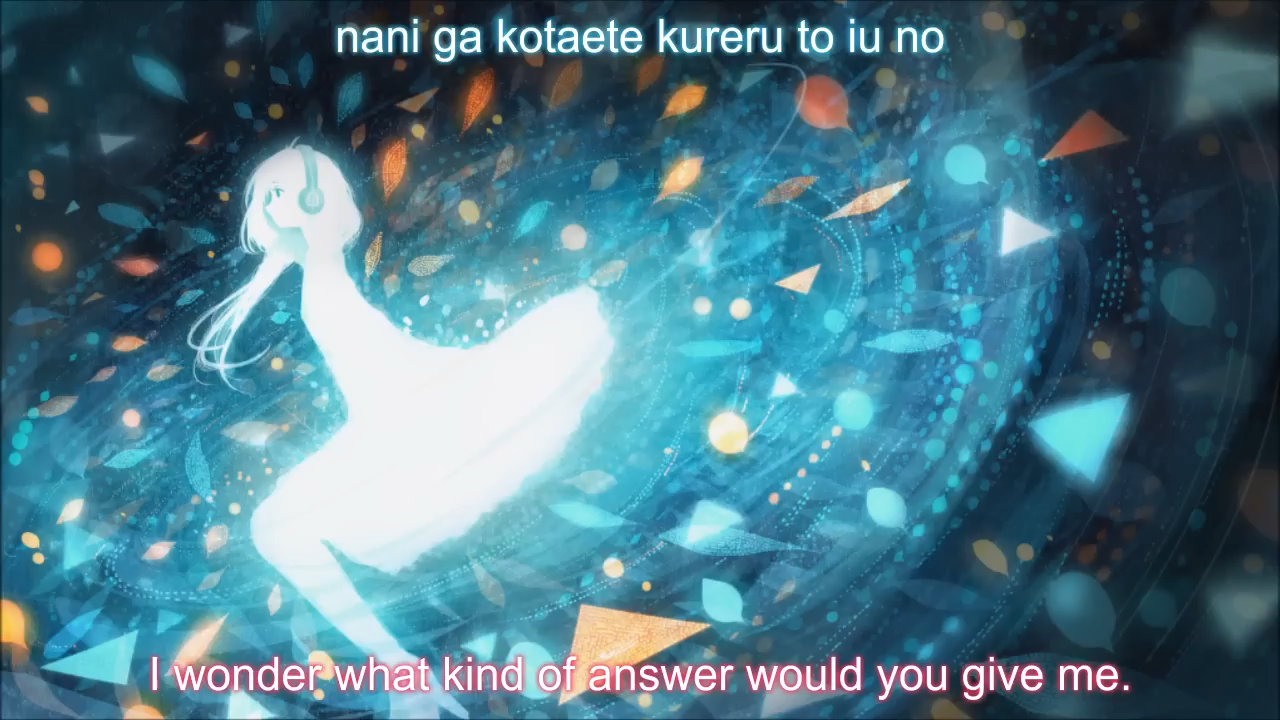 nani ga kotaete kureru to iu no
I wonder what kind of answer would you give me.